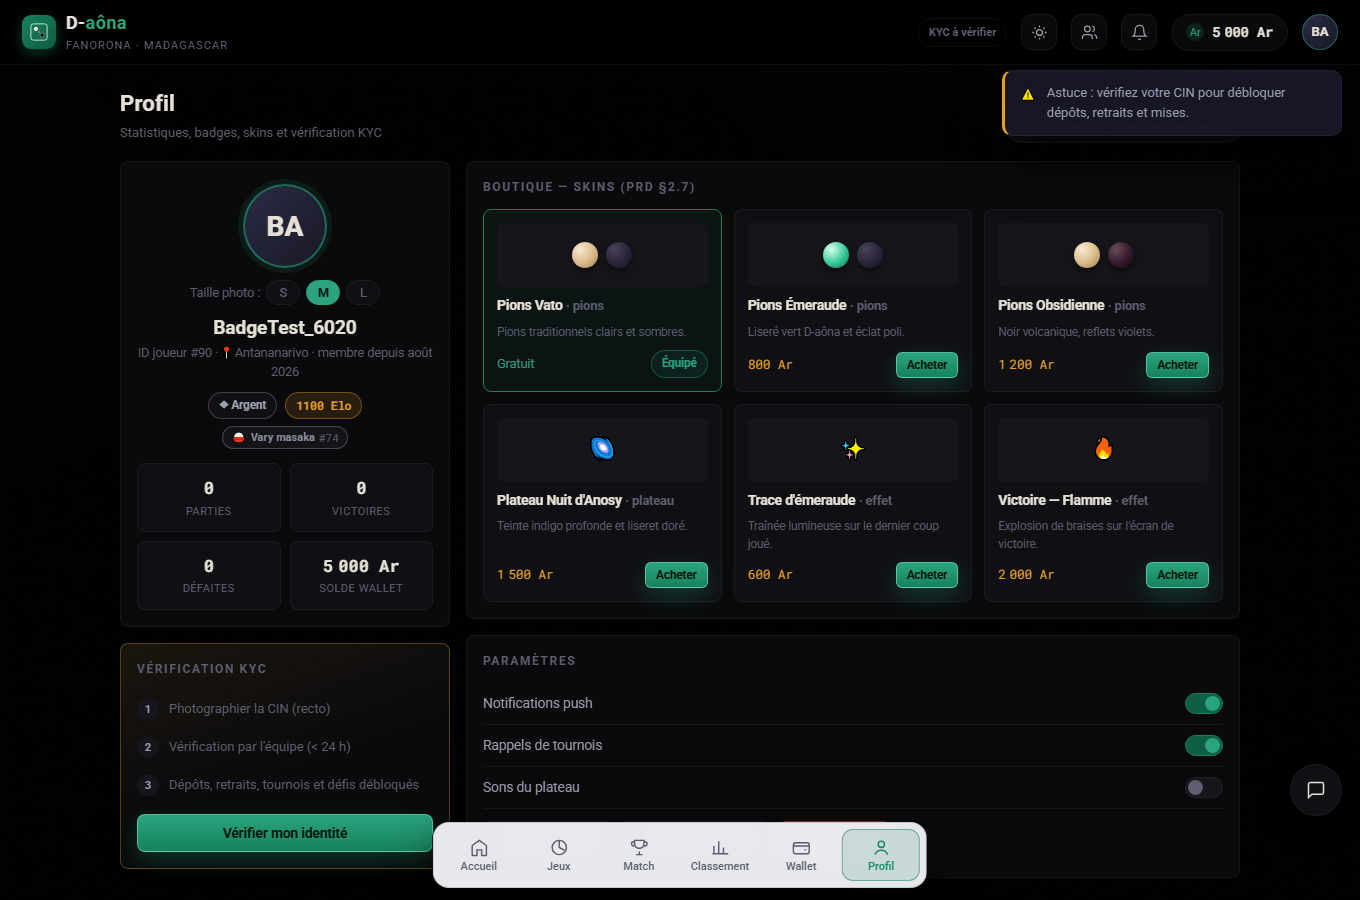 D-aôna
FANORONA · MADAGASCAR
KYC à vérifier
Ar 5 000 Ar
BA
Profil
Statistiques, badges, skins et vérification KYC
Astuce : vérifiez votre CIN pour débloquer
dépôts, retraits et mises.
BA
Taille photo : S M L
BadgeTest_6020
ID joueur #90 · 📍 Antananarivo · membre depuis août
2026
Argent
1100 Elo
Vary masaka #74
0
PARTIES
0
VICTOIRES
0
DÉFAITES
5 000 Ar
SOLDE WALLET
VÉRIFICATION KYC
1 Photographier la CIN (recto)
2 Vérification par l'équipe (< 24 h)
3 Dépôts, retraits, tournois et défis débloqués
Vérifier mon identité
BOUTIQUE — SKINS (PRD §2.7)
Pions Vato · pions
Pions traditionnels clairs et sombres.
Gratuit
Équipé
Pions Émeraude · pions
Liseré vert D-aôna et éclat poli.
800 Ar
Acheter
Pions Obsidienne · pions
Noir volcanique, reflets violets.
1 200 Ar
Acheter
Plateau Nuit d'Anosy · plateau
Teinte indigo profonde et liseret doré.
1 500 Ar
Acheter
Trace d'émeraude · effet
Traînée lumineuse sur le dernier coup
joué.
600 Ar
Acheter
Victoire — Flamme · effet
Explosion de braises sur l'écran de
victoire.
2 000 Ar
Acheter
PARAMÈTRES
Notifications push
Rappels de tournois
Sons du plateau
Accueil
Jeux
Match
Classement
Wallet
Profil